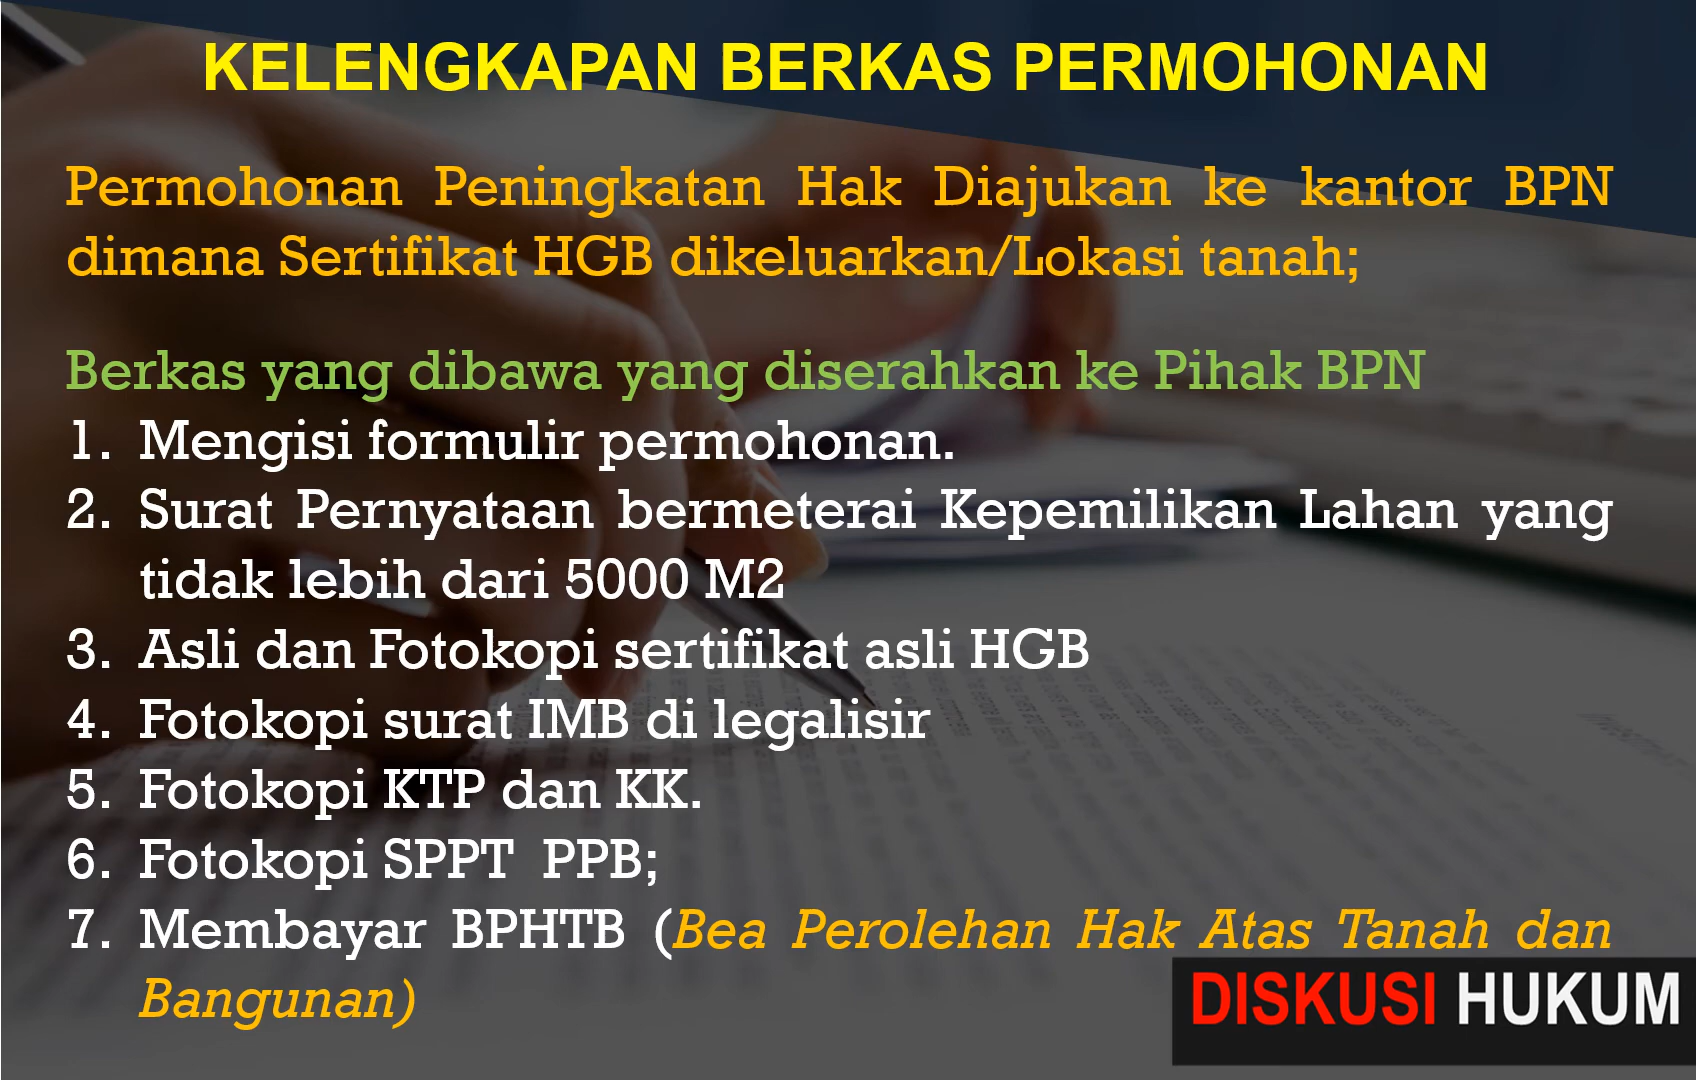 KELENGKAPAN BERKAS PERMOHONAN
Permohonan Peningkatan Hak Diajukan ke kantor BPN
dimana Sertifikat HGB dikeluarkan/Lokasi tanah;
Berkas yang dibawa yang diserahkan ke Pihak BPN
1. Mengisi formulir permohonan.
2. Surat Pernyataan bermeterai Kepemilikan Lahan yang
tidak lebih dari 5000 M2
3. Asli dan Fotokopi sertifikat asli HGB
4. Fotokopi surat IMB di legalisir
5. Fotokopi KTP dan KK.
6. Fotokopi SPPT PPB;
7. Membayar BPHTB (Bea Perolehan Hak Atas Tanah dan
Bangunan)
DISKUSI HUKUM